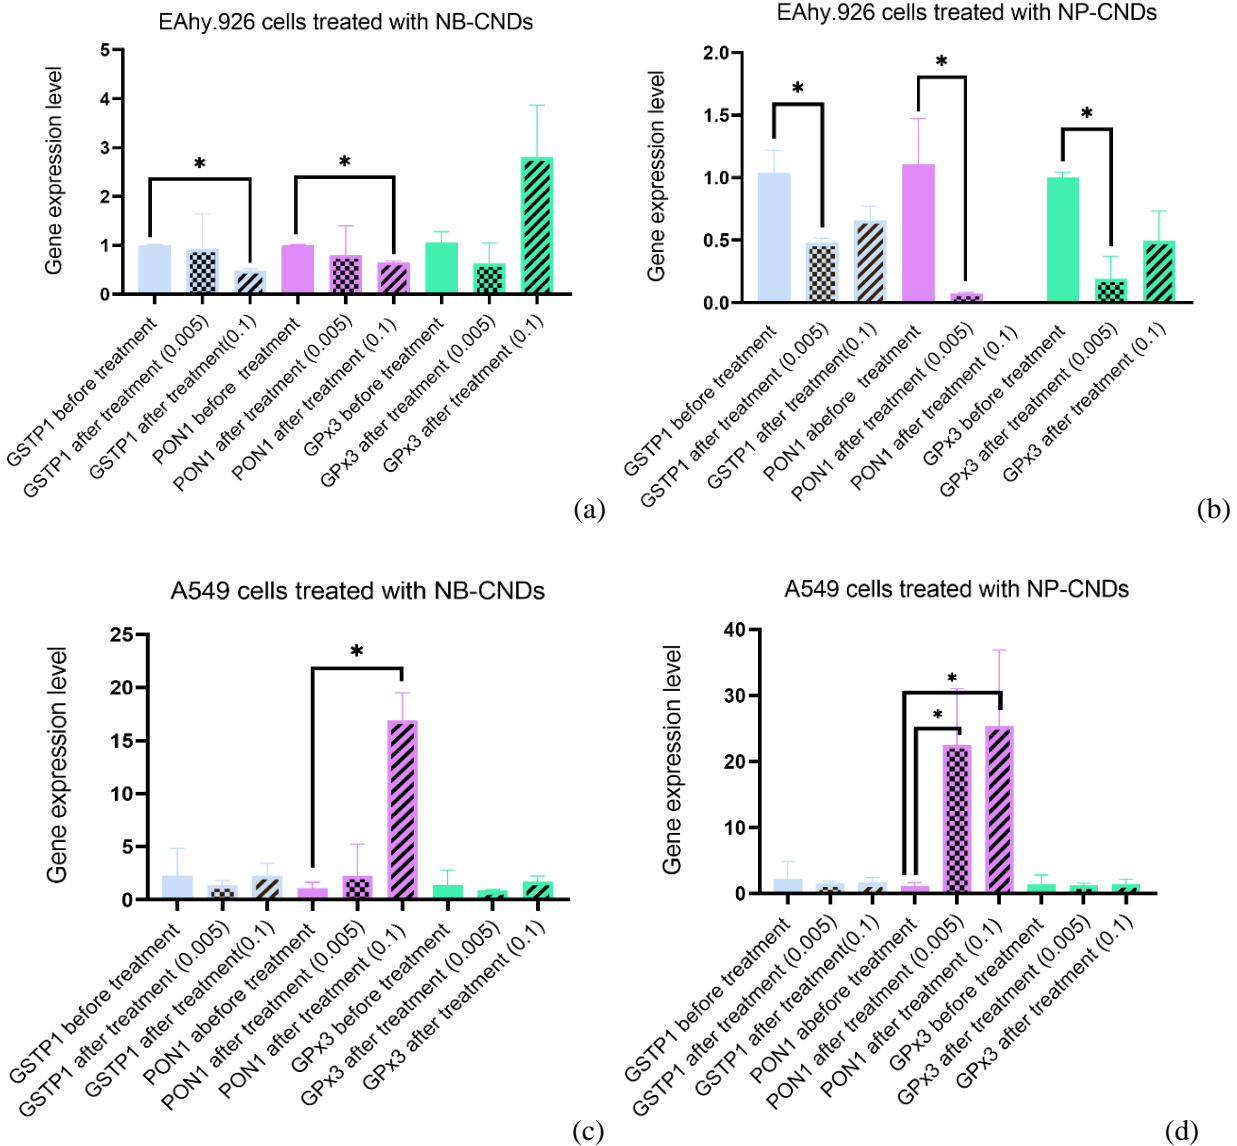 EAhy.926 cells treated with NB-CNDs
Gene expression level
5
4
3
2
1
0
*
*
GSTP1 before treatment
GSTP1 after treatment (0.005)
GSTP1 after treatment(0.1)
PON1 before treatment
PON1 after treatment (0.005)
PON1 after treatment (0.1)
GPx3 before treatment
GPx3 after treatment (0.005)
GPx3 after treatment (0.1)
(a)
EAhy.926 cells treated with NP-CNDs
Gene expression level
2.0
1.5
1.0
0.5
0.0
*
*
*
GSTP1 before treatment
GSTP1 after treatment (0.005)
GSTP1 after treatment(0.1)
PON1 abefore treatment
PON1 after treatment (0.005)
PON1 after treatment (0.1)
GPx3 before treatment
GPx3 after treatment (0.005)
GPx3 after treatment (0.1)
(b)
A549 cells treated with NB-CNDs
Gene expression level
25
20
15
10
5
0
*
GSTP1 before treatment
GSTP1 after treatment (0.005)
GSTP1 after treatment(0.1)
PON1 abefore treatment
PON1 after treatment (0.005)
PON1 after treatment (0.1)
GPx3 before treatment
GPx3 after treatment (0.005)
GPx3 after treatment (0.1)
(c)
A549 cells treated with NP-CNDs
Gene expression level
40
30
20
10
0
*
*
GSTP1 before treatment
GSTP1 after treatment (0.005)
GSTP1 after treatment(0.1)
PON1 abefore treatment
PON1 after treatment (0.005)
PON1 after treatment (0.1)
GPx3 before treatment
GPx3 after treatment (0.005)
GPx3 after treatment (0.1)
(d)